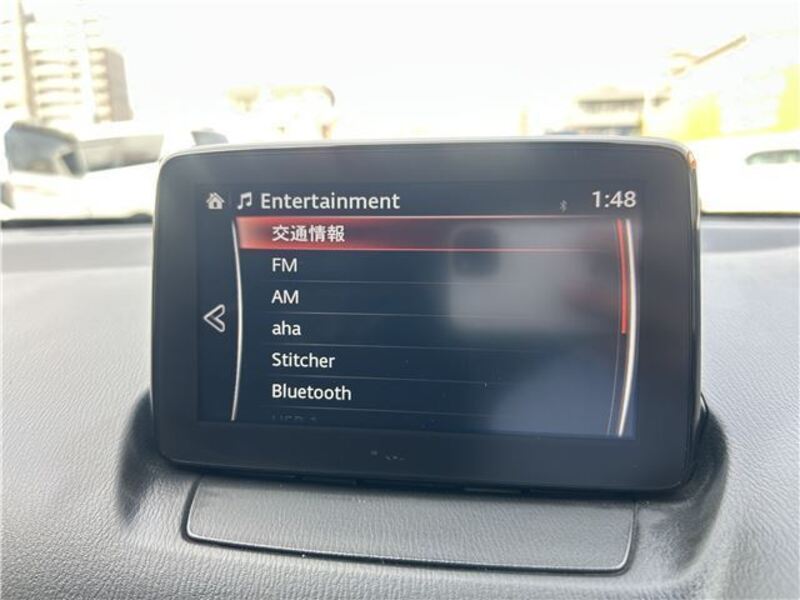 Entertainment 1:48
交通情報
FM
AM
aha
Stitcher
Bluetooth